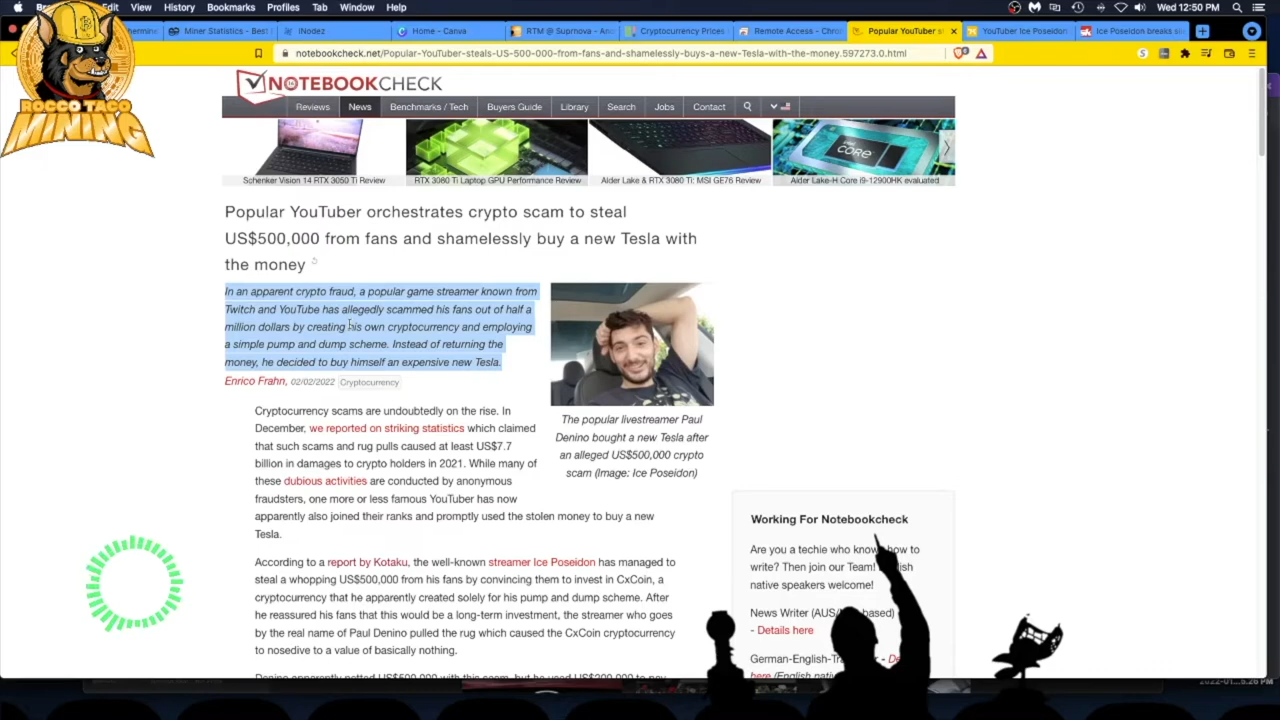 View
History
Bookmarks
Profiles
Tab
Window
Help
Wed 12:50 PM
Miner Statistics - Best
iNodez
Home - Canva
RTM @ Suprnova - An
Cryptocurrency Prices
Remote Access - Chro
Popular YouTuber s
YouTuber Ice Poseidon
Ice Poseidon breaks sil
notebookcheck.net/Popular-YouTuber-steals-US-500-000-from-fans-and-shamelessly-buys-a-new-Tesla-with-the-money.597273.0.html
ROCCO TACO
MINING
NOTEBOOKCHECK
Reviews
News
Benchmarks / Tech
Buyers Guide
Library
Search
Jobs
Contact
CORE
Schenker Vision 14 RTX 3050 Ti Review
RTX 3080 Ti Laptop GPU Performance Review
Alder Lake & RTX 3080 Ti: MSI GE76 Review
Alder Lake-H Core i9-12900HK evaluated
Popular YouTuber orchestrates crypto scam to steal
US$500,000 from fans and shamelessly buy a new Tesla with
the money
In an apparent crypto fraud, a popular game streamer known from
Twitch and YouTube has allegedly scammed his fans out of half a
million dollars by creating his own cryptocurrency and employing
a simple pump and dump scheme. Instead of returning the
money, he decided to buy himself an expensive new Tesla.
Enrico Frahn, 02/02/2022 Cryptocurrency
The popular livestreamer Paul
Denino bought a new Tesla after
an alleged US$500,000 crypto
scam (Image: Ice Poseidon)
Cryptocurrency scams are undoubtedly on the rise. In
December, we reported on striking statistics which claimed
that such scams and rug pulls caused at least US$7.7
billion in damages to crypto holders in 2021. While many of
these dubious activities are conducted by anonymous
fraudsters, one more or less famous YouTuber has now
apparently also joined their ranks and promptly used the stolen money to buy a new
Tesla.
According to a report by Kotaku, the well-known streamer Ice Poseidon has managed to
steal a whopping US$500,000 from his fans by convincing them to invest in CxCoin, a
cryptocurrency that he apparently created solely for his pump and dump scheme. After
he reassured his fans that this would be a long-term investment, the streamer who goes
by the real name of Paul Denino pulled the rug which caused the CxCoin cryptocurrency
to nosedive to a value of basically nothing.
Working For Notebookcheck
Are you a techie who knows how to
write? Then join our Team!
native speakers welcome!
News Writer (AUS based)
- Details here
German-English